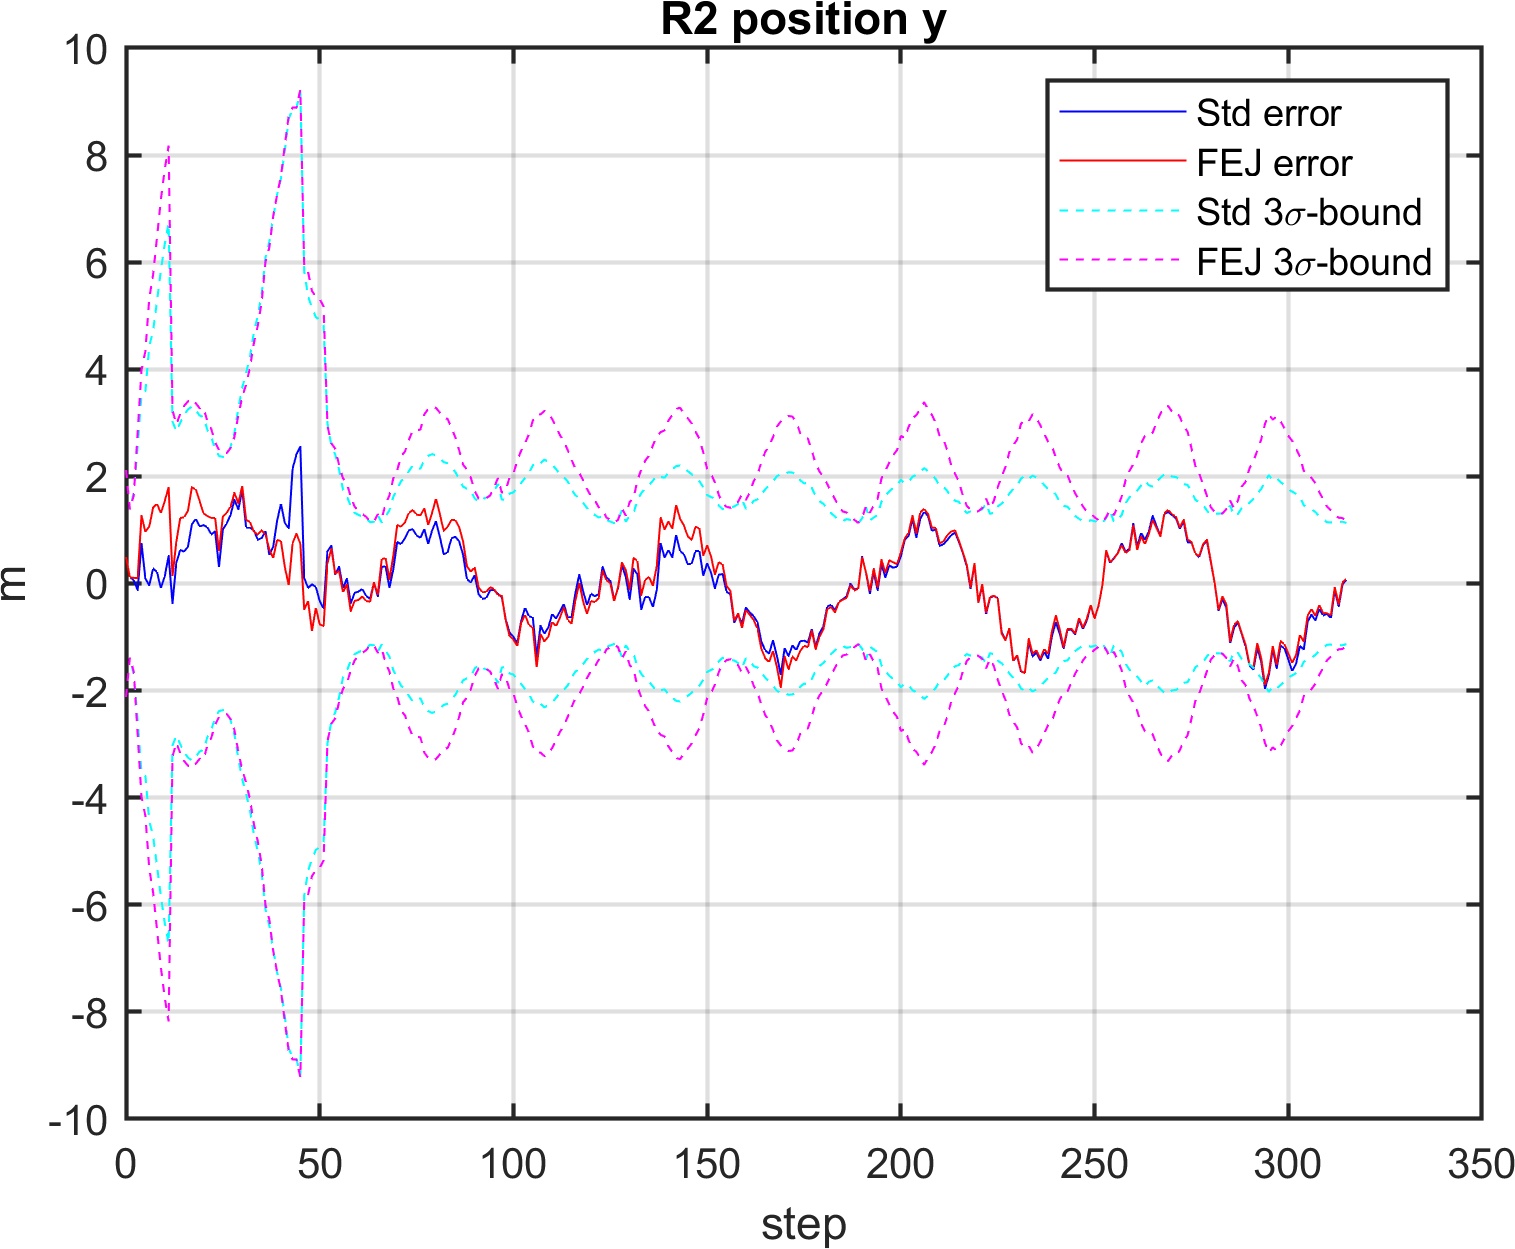 R2 position y
10
8
6
4
2
0
-2
-4
-6
-8
-10
m
Std error
FEJ error
Std 3σ-bound
FEJ 3σ-bound
0 50 100 150 200 250 300 350
step